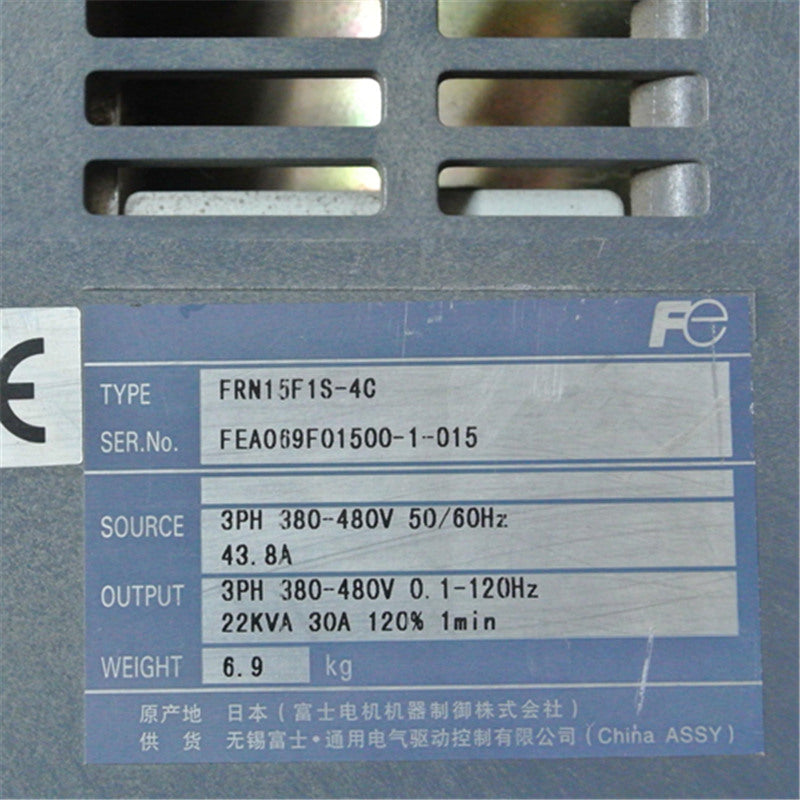 Fe
CE
TYPE FRN15F1S-4C
SER.No. FEA069F01500-1-015
SOURCE 3PH 380-480V 50/60Hz
43.8A
OUTPUT 3PH 380-480V 0.1-120Hz
22KVA 30A 120% 1min
WEIGHT 6.9 kg
原产地 日本（富士电机机器制御株式会社）
供 货 无锡富士·通用电气驱动控制有限公司（China ASSY）